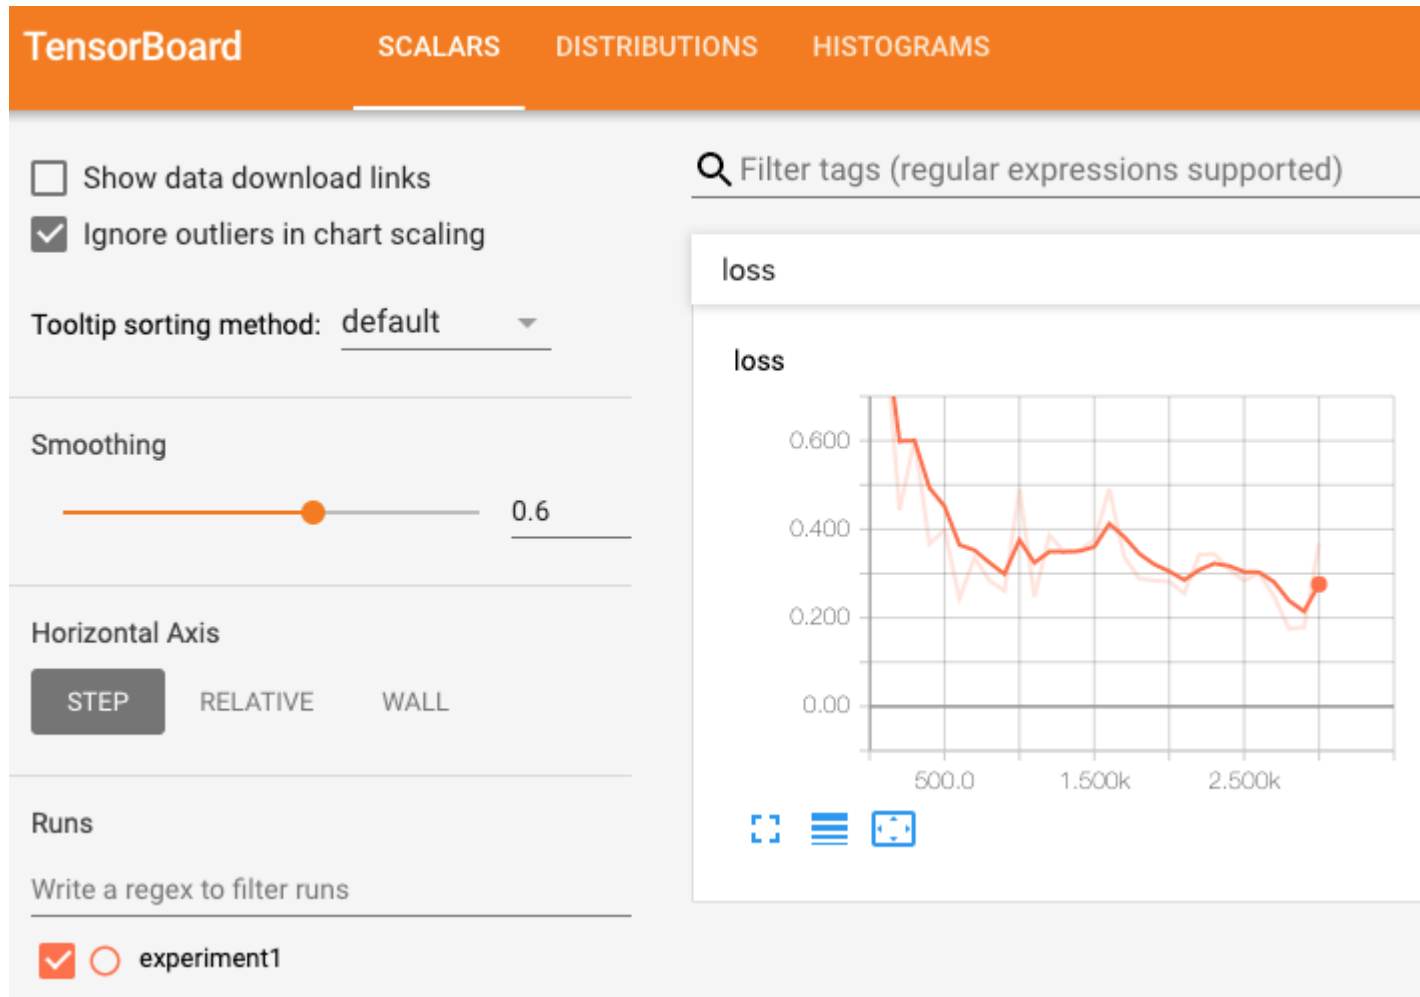 TensorBoard SCALARS DISTRIBUTIONS HISTOGRAMS
Show data download links
Ignore outliers in chart scaling
Tooltip sorting method: default
Smoothing
0.6
Horizontal Axis
STEP RELATIVE WALL
Runs
Write a regex to filter runs
experiment1
Filter tags (regular expressions supported)
loss
loss
0.600
0.400
0.200
0.00
500.0 1.500k 2.500k